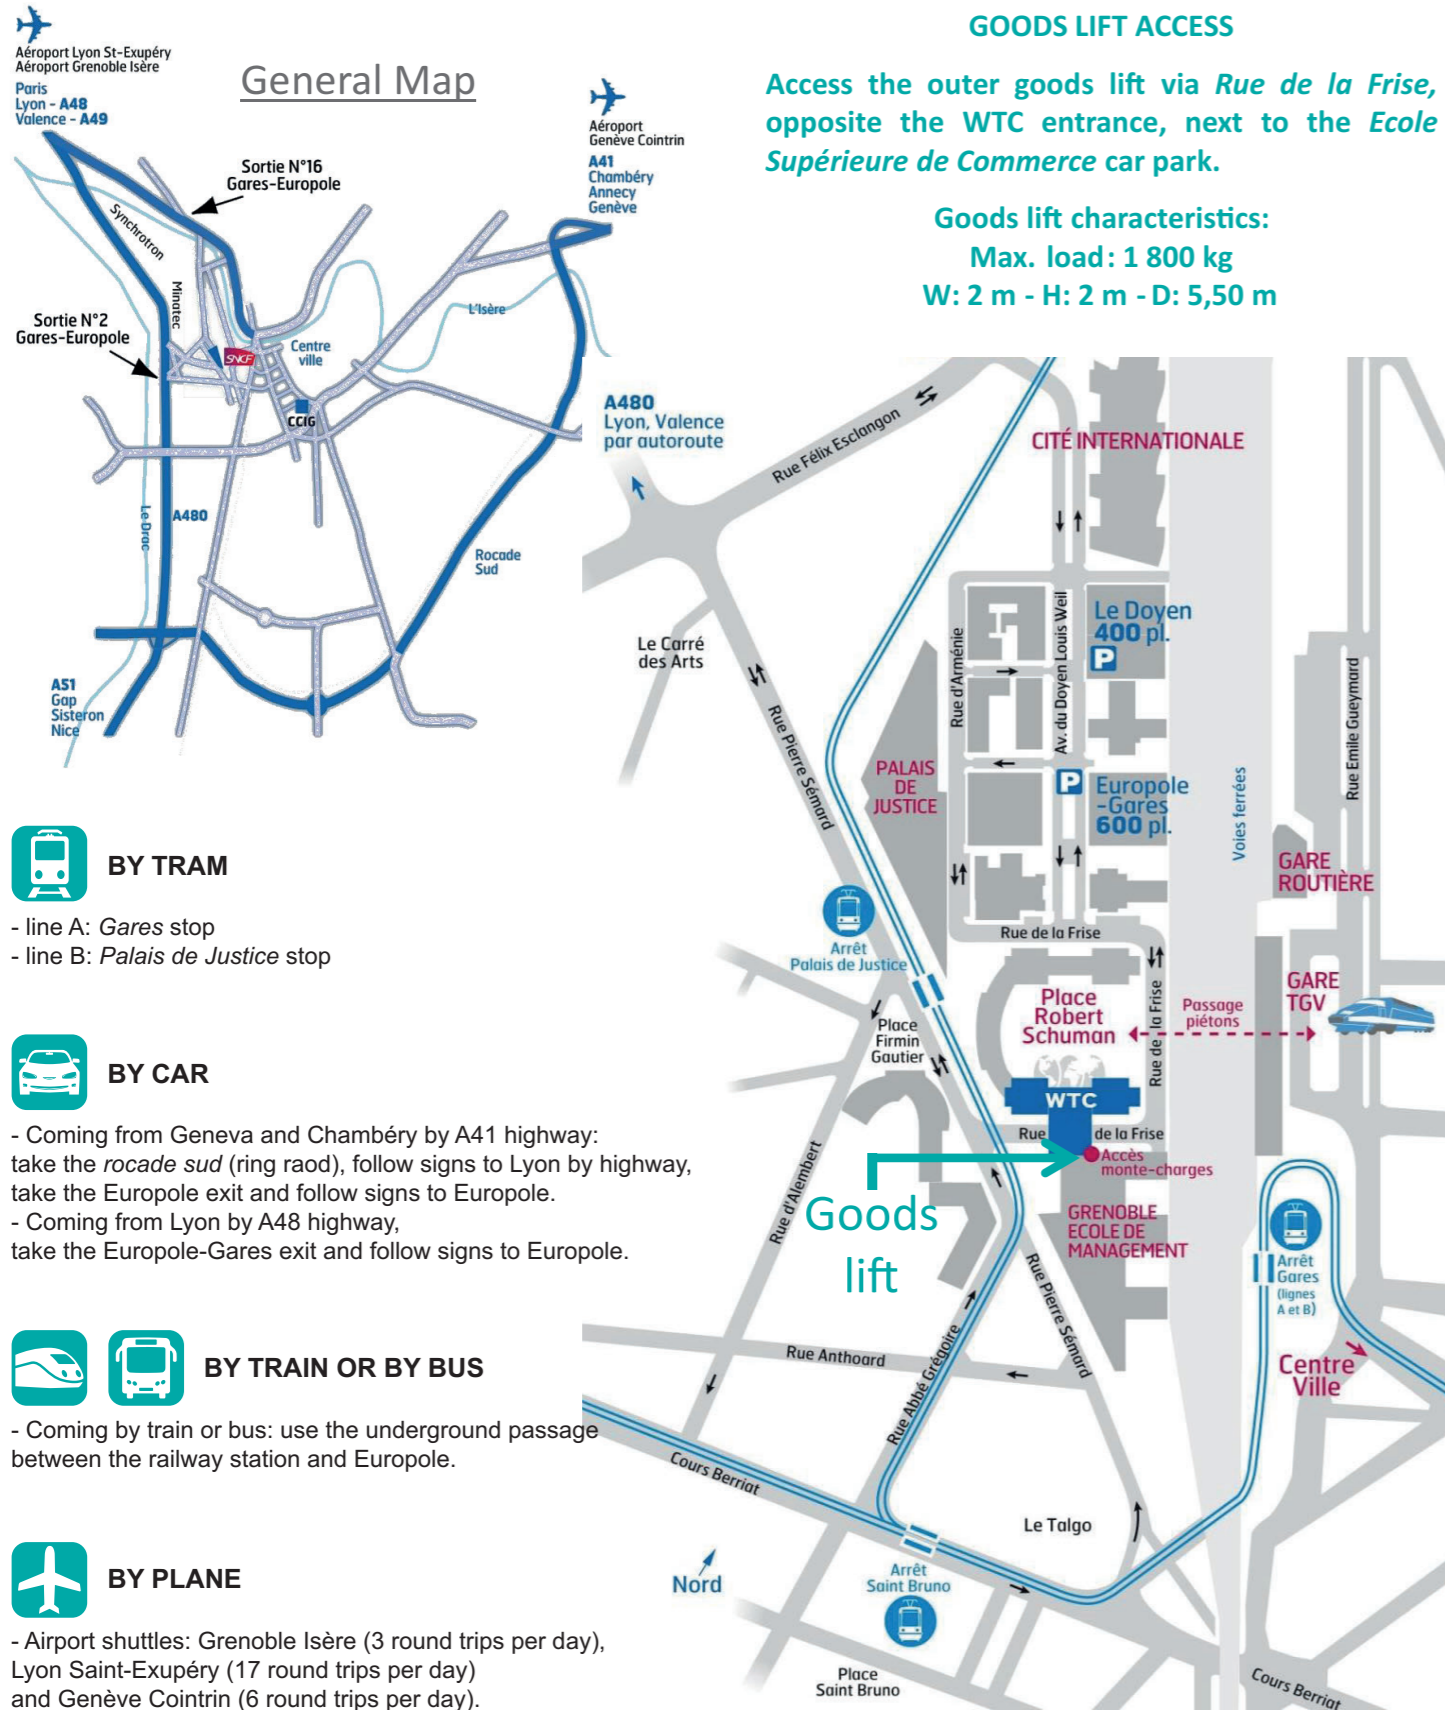 Aéroport Lyon St-Exupéry
Aéroport Grenoble Isère
Paris
Lyon - A48
Valence - A49
General Map
Aéroport
Genève Cointrin
A41
Chambéry
Annecy
Genève
Sortie N°16
Gares-Europole
Synchrotron
Minatec
Sortie N°2
Gares-Europole
SNCF
Centre
ville
L'Isère
CCIG
Le Drac
A480
Rocade
Sud
A51
Gap
Sisteron
Nice
GOODS LIFT ACCESS
Access the outer goods lift via Rue de la Frise,
opposite the WTC entrance, next to the Ecole
Supérieure de Commerce car park.
Goods lift characteristics:
Max. load: 1 800 kg
W: 2 m - H: 2 m - D: 5,50 m
A480
Lyon, Valence
par autoroute
Rue Félix Esclangon
CITÉ INTERNATIONALE
Le Carré
des Arts
Rue d'Arménie
Av. du Doyen Louis Weil
Le Doyen
400 pl.
P
Rue Emile Gueymard
Rue Pierre Sémard
PALAIS
DE
JUSTICE
P
Europole
-Gares
600 pl.
Voies ferrées
GARE
ROUTIÈRE
Arrêt
Palais de Justice
Rue de la Frise
Place
Firmin
Gautier
Place
Robert
Schuman
Rue de la Frise
Passage
piétons
GARE
TGV
WTC
Rue de la Frise
Accès
monte-charges
Goods
lift
Rue d'Alembert
GRENOBLE
ECOLE DE
MANAGEMENT
Arrêt
Gares
(lignes
A et B)
Rue Pierre Sémard
Rue Anthoard
Rue Abbé Grégoire
Centre
Ville
Cours Berriat
Le Talgo
Nord
Arrêt
Saint Bruno
Place
Saint Bruno
Cours Berriat
BY TRAM
- line A: Gares stop
- line B: Palais de Justice stop
BY CAR
- Coming from Geneva and Chambéry by A41 highway:
take the rocade sud (ring raod), follow signs to Lyon by highway,
take the Europole exit and follow signs to Europole.
- Coming from Lyon by A48 highway,
take the Europole-Gares exit and follow signs to Europole.
BY TRAIN OR BY BUS
- Coming by train or bus: use the underground passage
between the railway station and Europole.
BY PLANE
- Airport shuttles: Grenoble Isère (3 round trips per day),
Lyon Saint-Exupéry (17 round trips per day)
and Genève Cointrin (6 round trips per day).